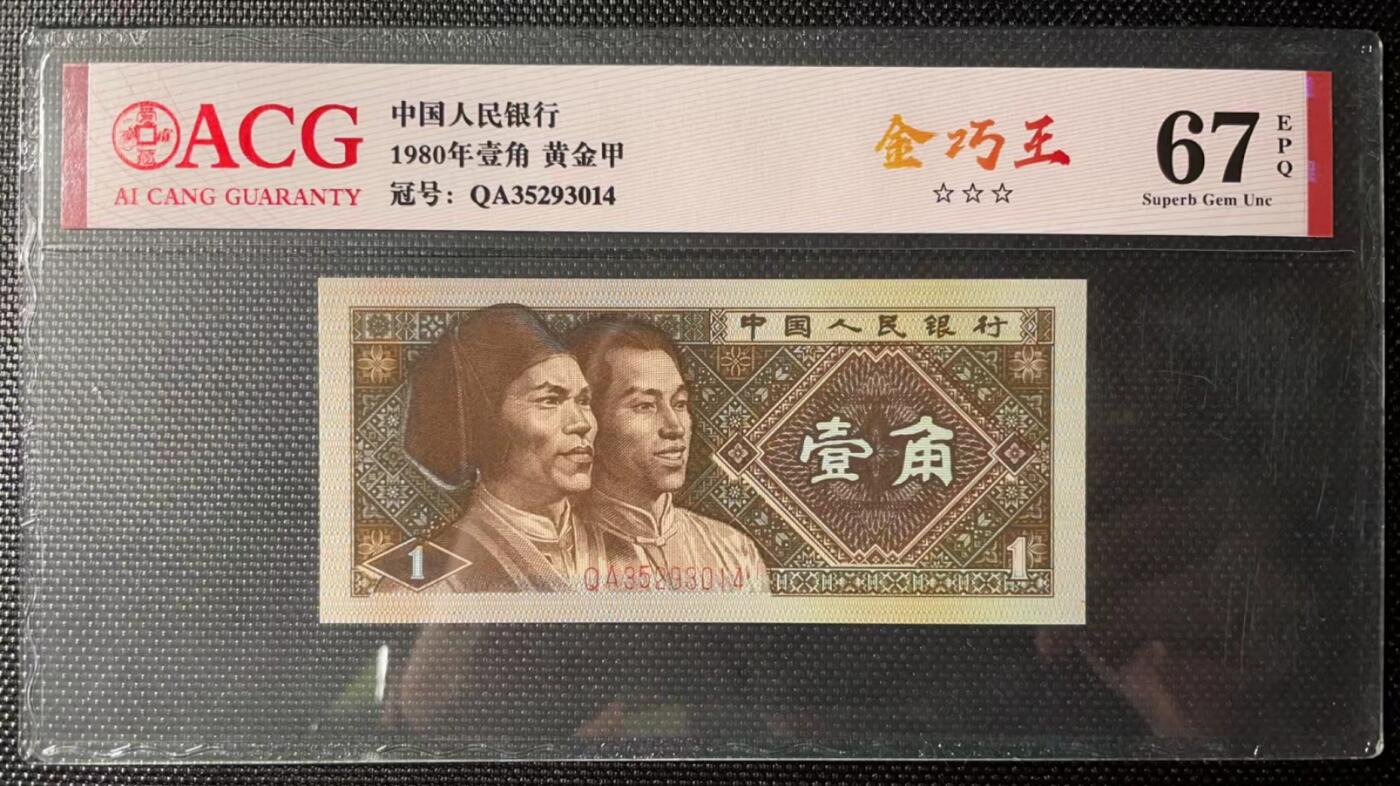 ACG
AI CANG GUARANTY
中国人民银行
1980年壹角 黄金甲
冠号：QA35293014
金巧王
☆☆☆
67
EPQ
Superb Gem Unc
中国人民银行
壹角
1
QA35293014
1